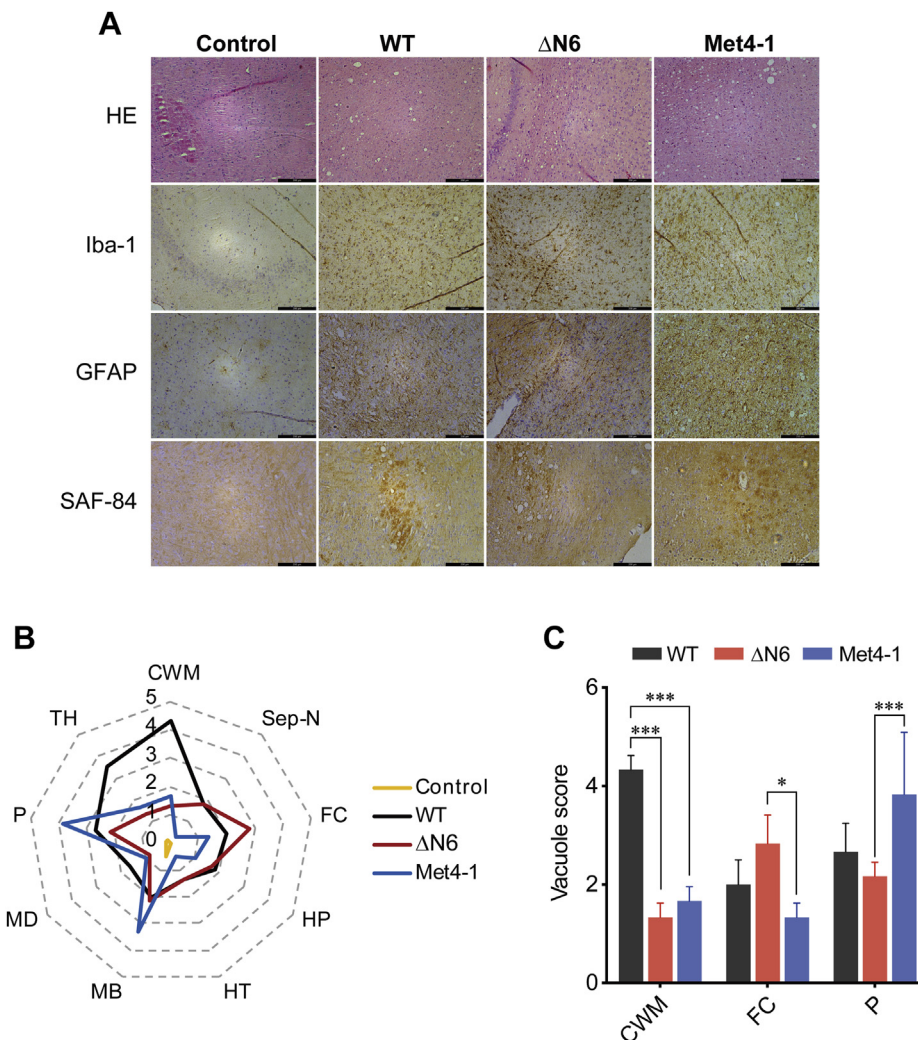 A
Control WT ΔN6 Met4-1
HE
Iba-1
GFAP
SAF-84
B
CWM
Sep-N
FC
HP
HT
MB
MD
P
TH
5
4
3
2
1
0
Control
WT
ΔN6
Met4-1
C
WT ΔN6 Met4-1
Vacuole score
6
4
2
0
***
***
*
***
CWM
FC
P